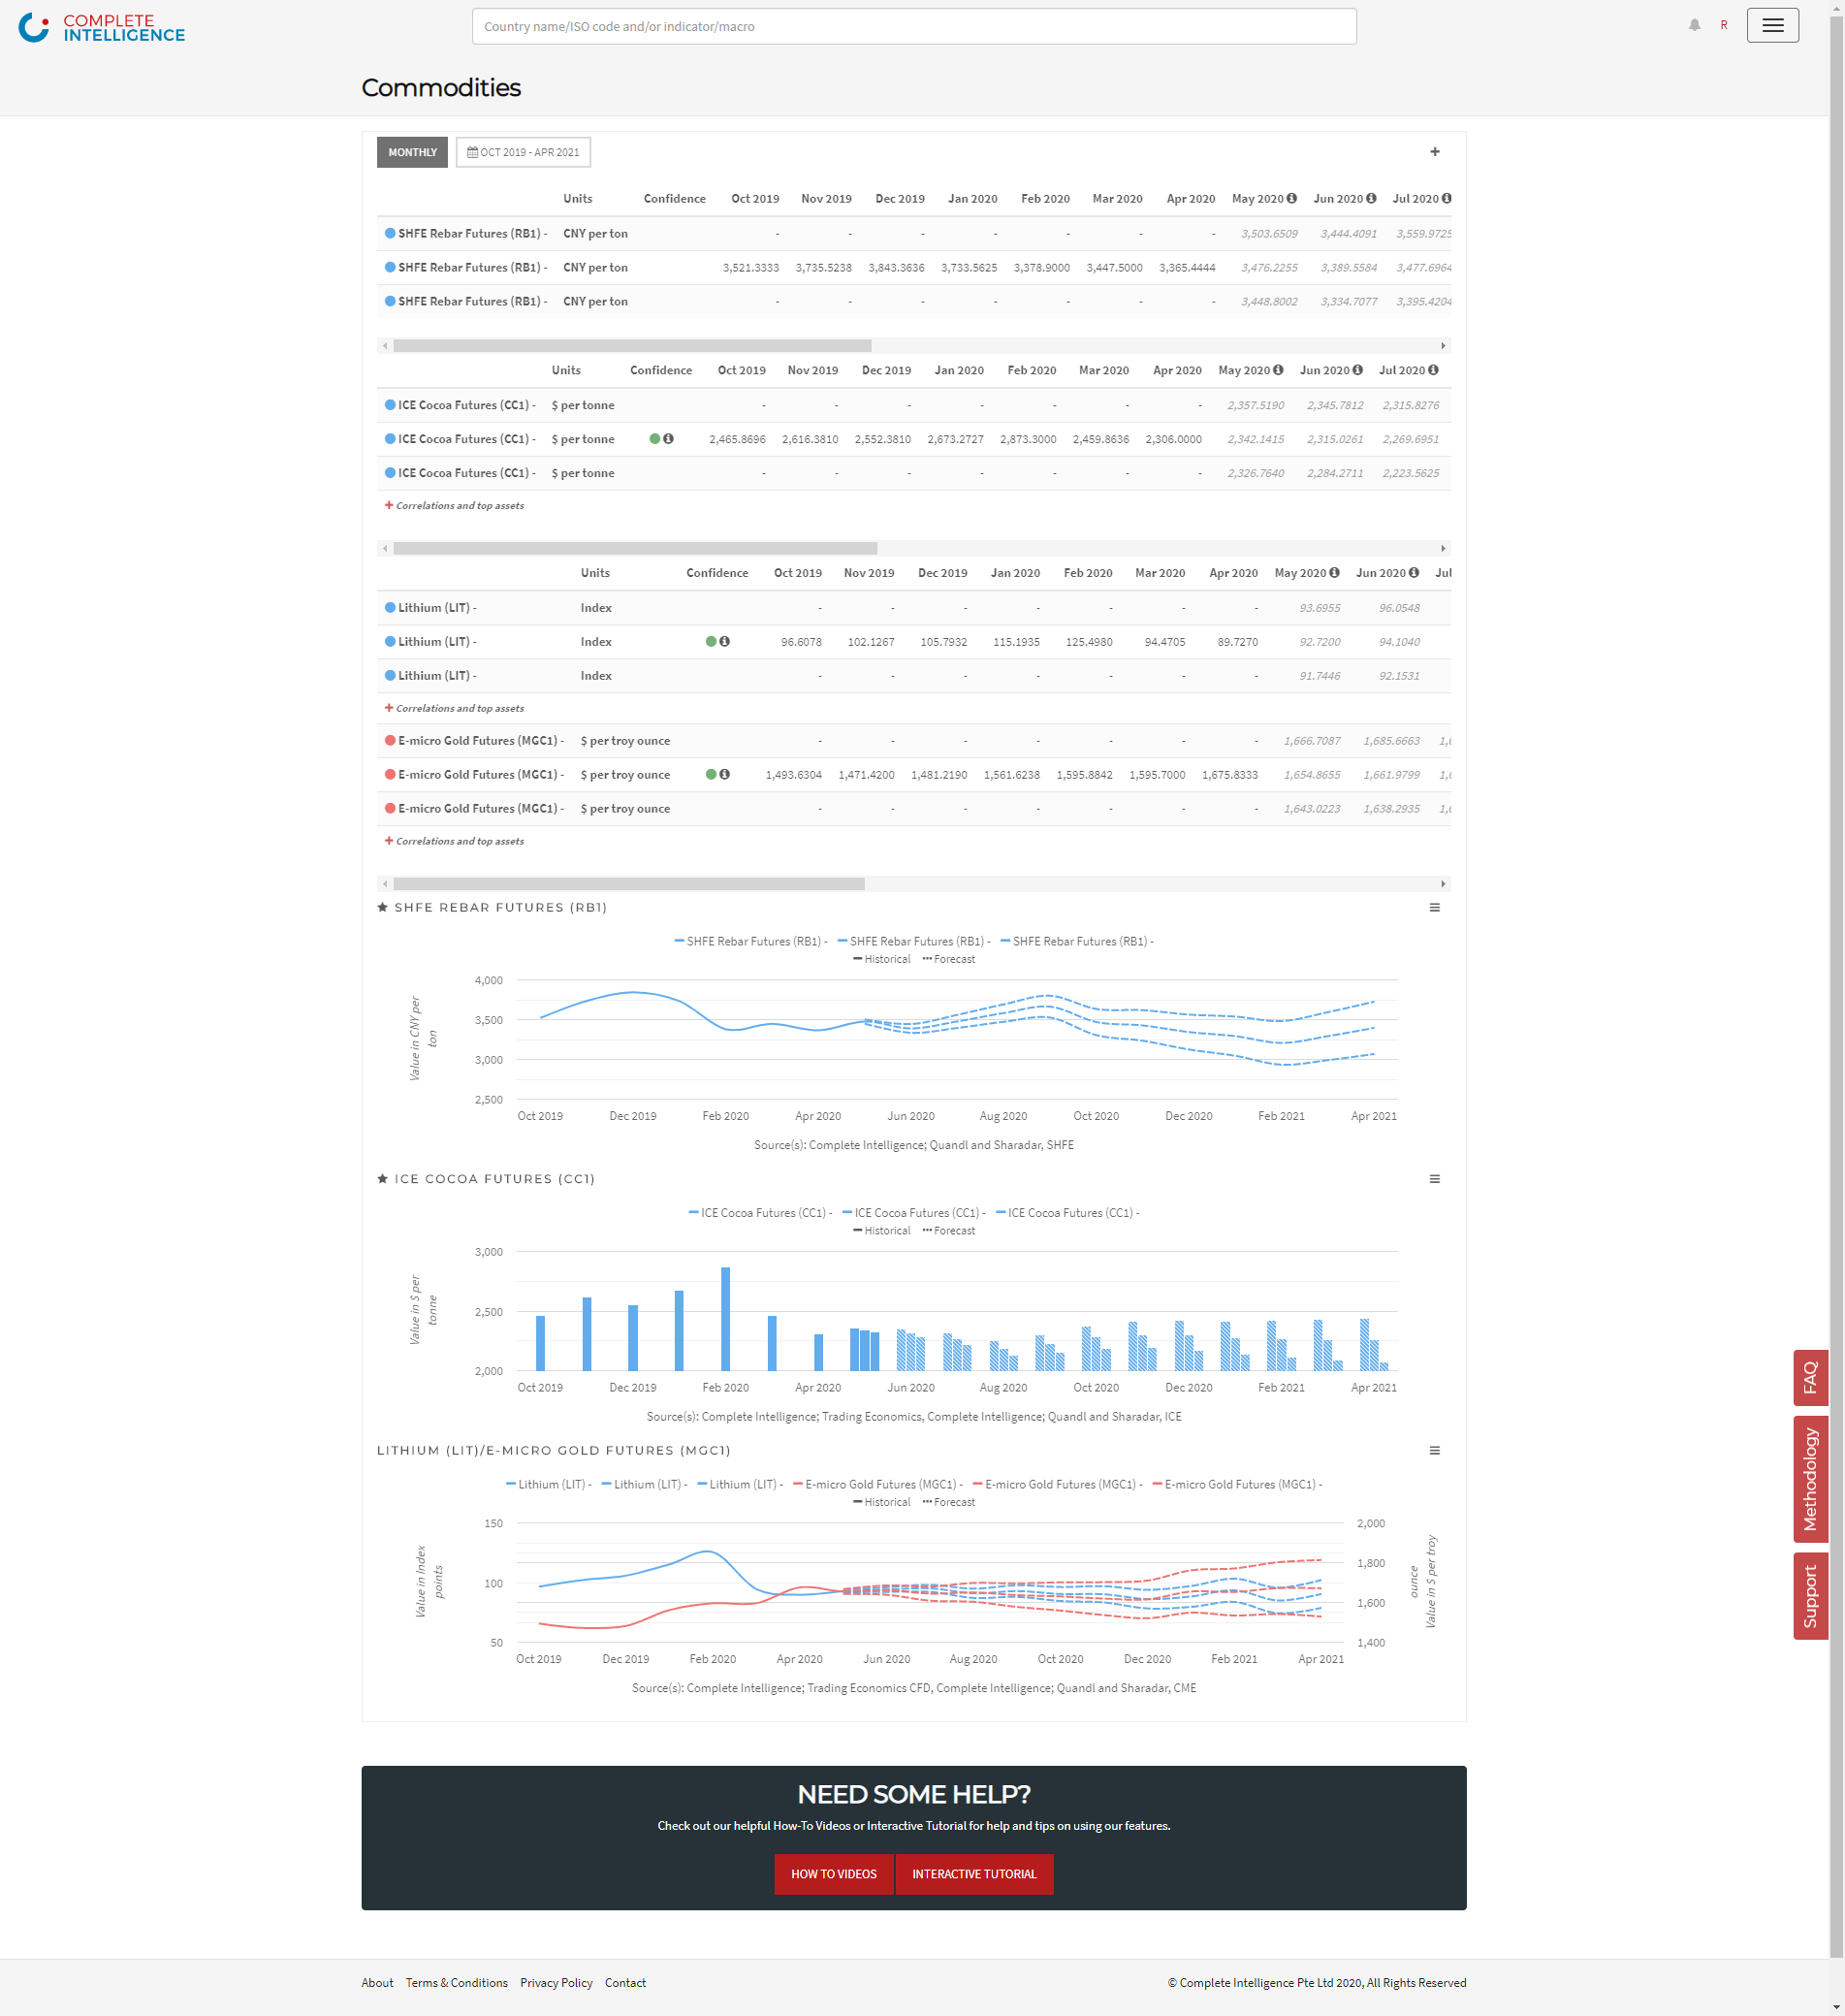 COMPLETE
INTELLIGENCE
Country name/ISO code and/or indicator/macro
R
Commodities
MONTHLY OCT 2019 - APR 2021 +
Units Confidence Oct 2019 Nov 2019 Dec 2019 Jan 2020 Feb 2020 Mar 2020 Apr 2020 May 2020 Jun 2020 Jul 2020
SHFE Rebar Futures (RB1) - CNY per ton - - - - - - - 3,503.6509 3,444.4091 3,559.9725
SHFE Rebar Futures (RB1) - CNY per ton 3,521.3333 3,735.5238 3,843.3636 3,733.5625 3,378.9000 3,447.5000 3,365.4444 3,476.2255 3,389.5584 3,477.6964
SHFE Rebar Futures (RB1) - CNY per ton - - - - - - - 3,448.8002 3,334.7077 3,395.4204
Units Confidence Oct 2019 Nov 2019 Dec 2019 Jan 2020 Feb 2020 Mar 2020 Apr 2020 May 2020 Jun 2020 Jul 2020
ICE Cocoa Futures (CC1) - $ per tonne - - - - - - - 2,357.5190 2,345.7812 2,315.8276
ICE Cocoa Futures (CC1) - $ per tonne 2,465.8696 2,616.3810 2,552.3810 2,673.2727 2,873.3000 2,459.8636 2,306.0000 2,342.1415 2,315.0261 2,269.6951
ICE Cocoa Futures (CC1) - $ per tonne - - - - - - - 2,326.7640 2,284.2711 2,223.5625
+ Correlations and top assets
Units Confidence Oct 2019 Nov 2019 Dec 2019 Jan 2020 Feb 2020 Mar 2020 Apr 2020 May 2020 Jun 2020 Jul
Lithium (LIT) - Index - - - - - - - 93.6955 96.0548
Lithium (LIT) - Index 96.6078 102.1267 105.7932 115.1935 125.4980 94.4705 89.7270 92.7200 94.1040
Lithium (LIT) - Index - - - - - - - 91.7446 92.1531
+ Correlations and top assets
E-micro Gold Futures (MGC1) - $ per troy ounce - - - - - - - 1,666.7087 1,685.6663
E-micro Gold Futures (MGC1) - $ per troy ounce 1,493.6304 1,471.4200 1,481.2190 1,561.6238 1,595.8842 1,595.7000 1,675.8333 1,654.8655 1,661.9799
E-micro Gold Futures (MGC1) - $ per troy ounce - - - - - - - 1,643.0223 1,638.2935
+ Correlations and top assets
SHFE REBAR FUTURES (RB1)
SHFE Rebar Futures (RB1) - SHFE Rebar Futures (RB1) - SHFE Rebar Futures (RB1) -
Historical Forecast
Value in CNY per
ton
4,000
3,500
3,000
2,500
Oct 2019 Dec 2019 Feb 2020 Apr 2020 Jun 2020 Aug 2020 Oct 2020 Dec 2020 Feb 2021 Apr 2021
Source(s): Complete Intelligence; Quandl and Sharadar, SHFE
ICE COCOA FUTURES (CC1)
ICE Cocoa Futures (CC1) - ICE Cocoa Futures (CC1) - ICE Cocoa Futures (CC1) -
Historical Forecast
Value in $ per
tonne
3,000
2,500
2,000
Oct 2019 Dec 2019 Feb 2020 Apr 2020 Jun 2020 Aug 2020 Oct 2020 Dec 2020 Feb 2021 Apr 2021
Source(s): Complete Intelligence; Trading Economics, Complete Intelligence; Quandl and Sharadar, ICE
LITHIUM (LIT)/E-MICRO GOLD FUTURES (MGC1)
Lithium (LIT) - Lithium (LIT) - Lithium (LIT) - E-micro Gold Futures (MGC1) - E-micro Gold Futures (MGC1) - E-micro Gold Futures (MGC1) -
Historical Forecast
Value in Index
points
150
100
50
2,000
1,800
1,600
1,400
ounce
Value in $ per troy
Oct 2019 Dec 2019 Feb 2020 Apr 2020 Jun 2020 Aug 2020 Oct 2020 Dec 2020 Feb 2021 Apr 2021
Source(s): Complete Intelligence; Trading Economics CFD, Complete Intelligence; Quandl and Sharadar, CME
FAQ
Methodology
Support
NEED SOME HELP?
Check out our helpful How-To Videos or Interactive Tutorial for help and tips on using our features.
HOW TO VIDEOS INTERACTIVE TUTORIAL
About Terms & Conditions Privacy Policy Contact © Complete Intelligence Pte Ltd 2020, All Rights Reserved